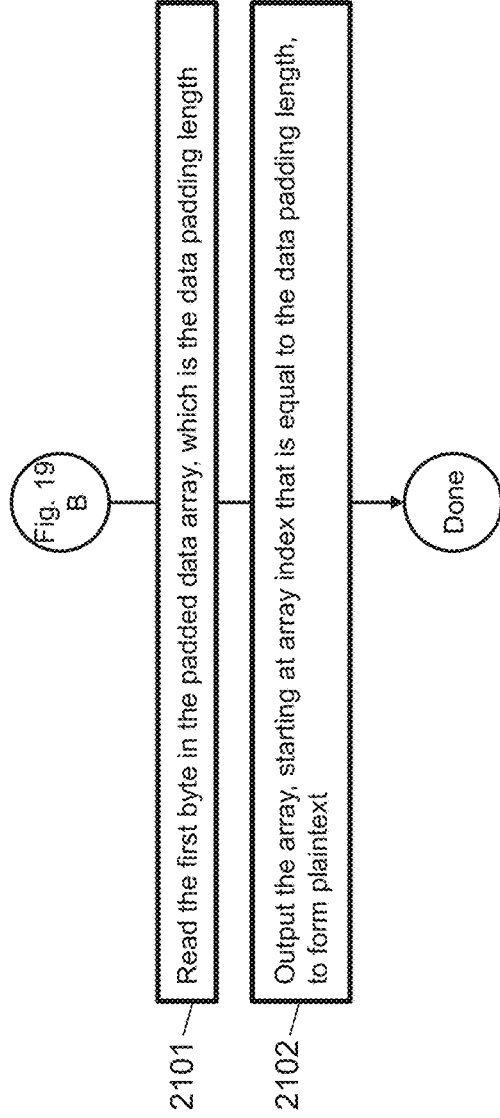 Fig. 19
B
2101
Read the first byte in the padded data array, which is the data padding length
2102
Output the array, starting at array index that is equal to the data padding length,
to form plaintext
Done